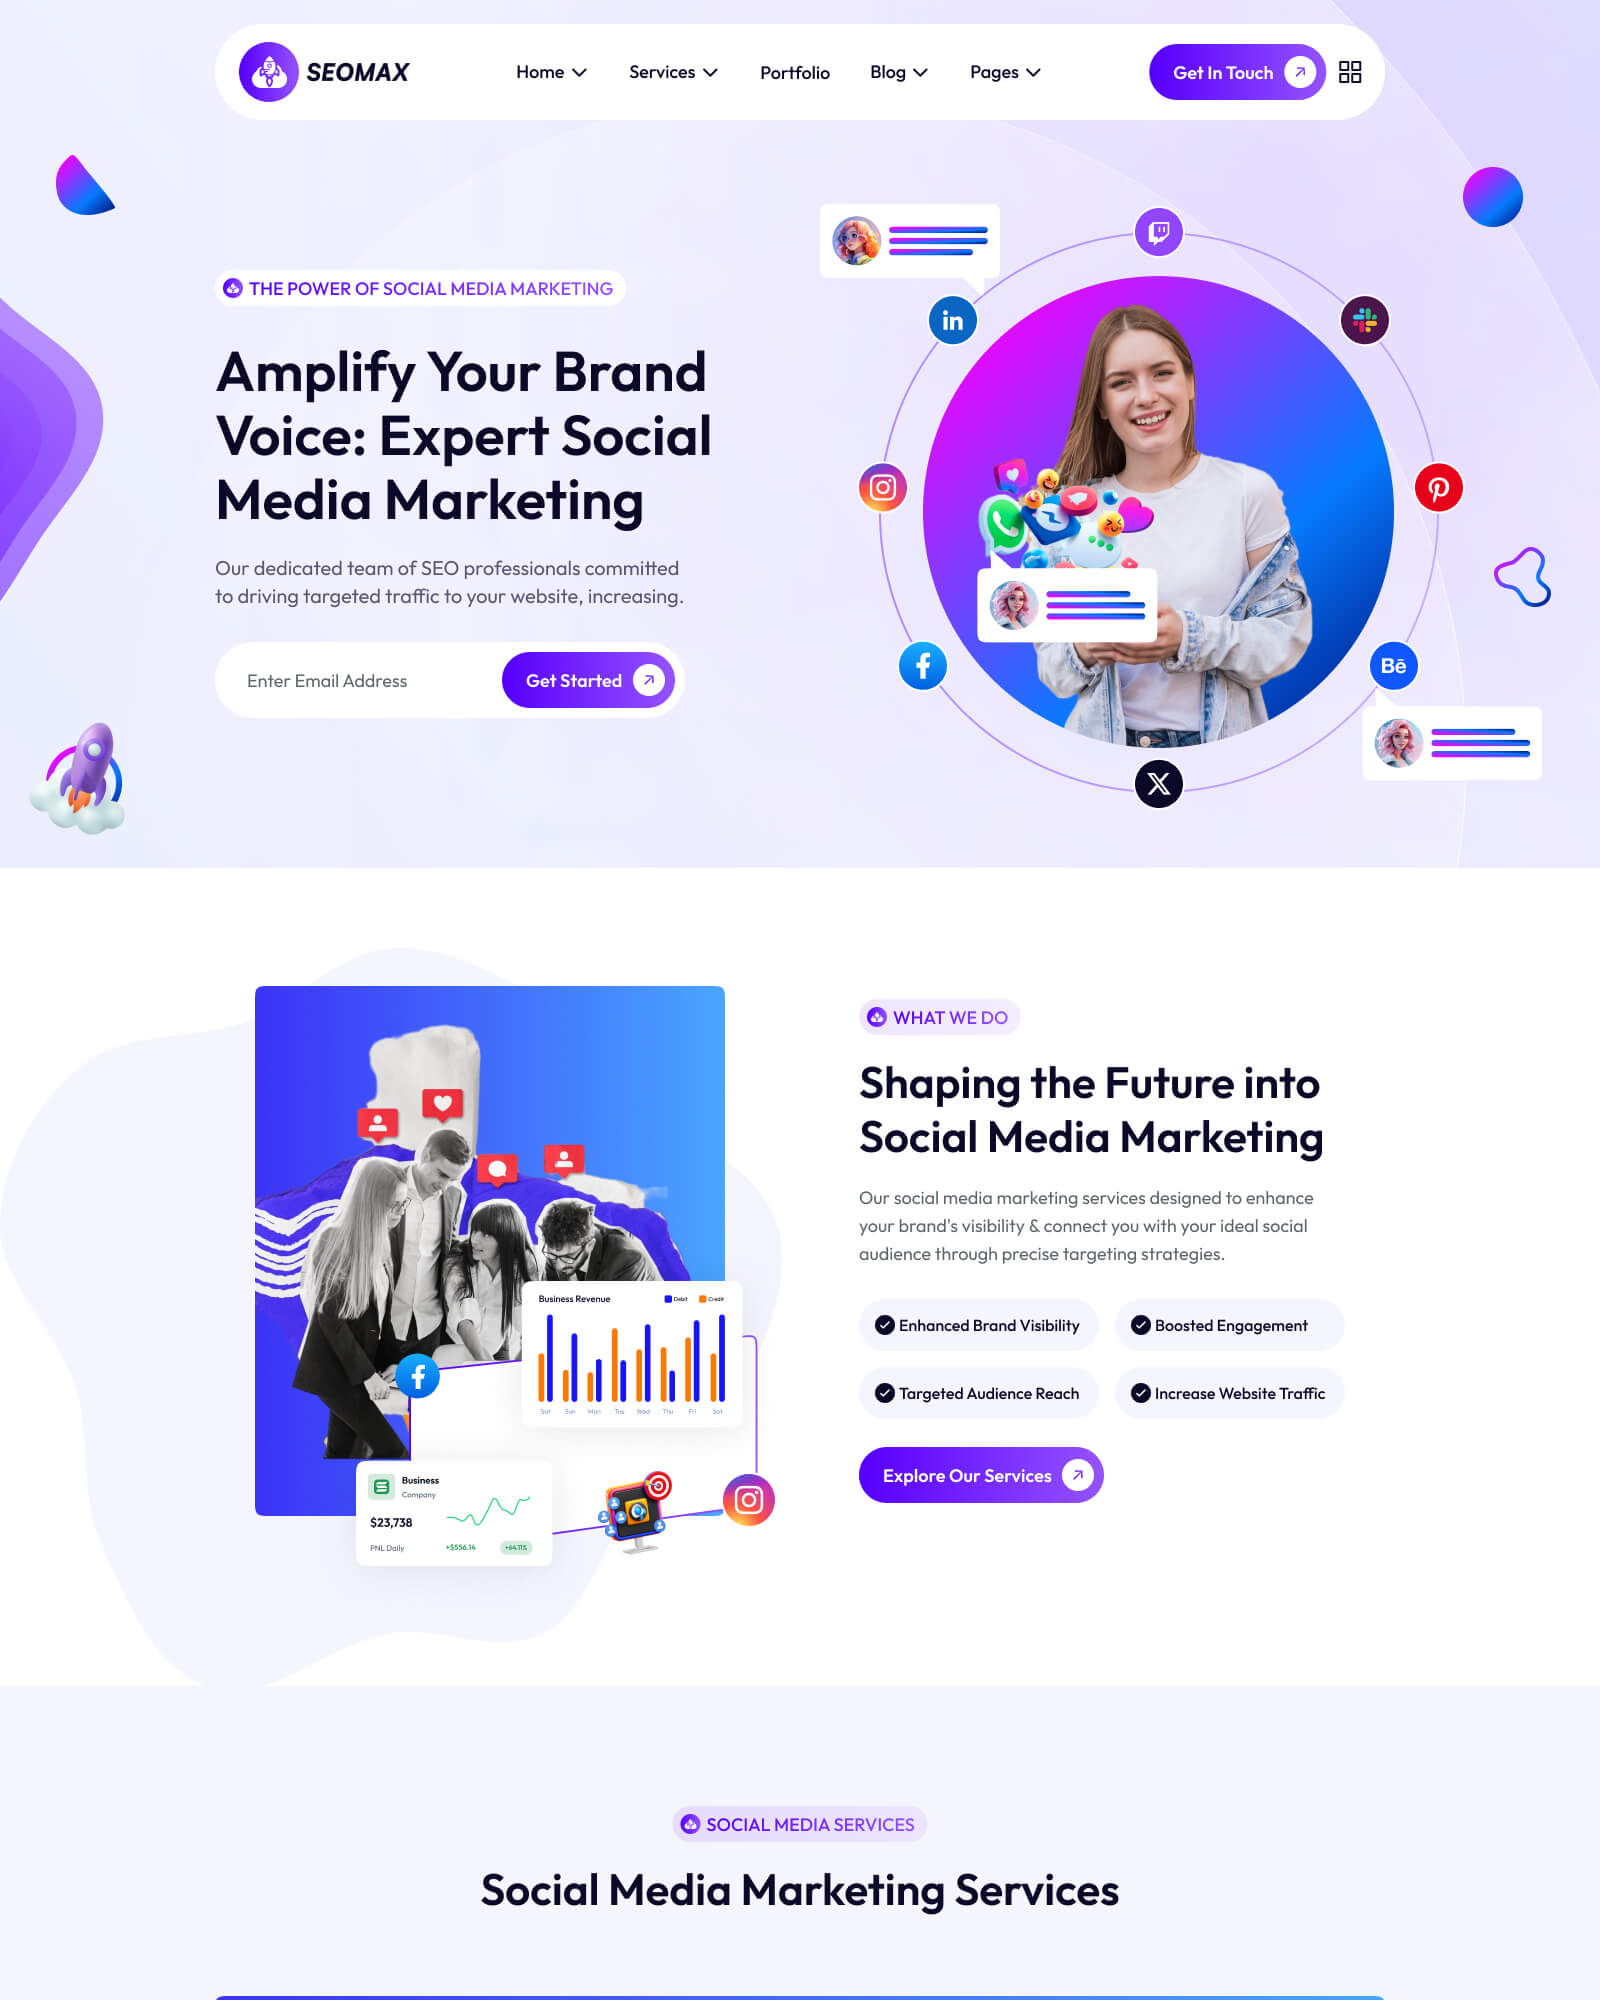 SEOMAX
Home
Services
Portfolio
Blog
Pages
Get In Touch
THE POWER OF SOCIAL MEDIA MARKETING
Amplify Your Brand
Voice: Expert Social
Media Marketing
Our dedicated team of SEO professionals committed
to driving targeted traffic to your website, increasing.
Enter Email Address
Get Started
in
Bē
WHAT WE DO
Shaping the Future into
Social Media Marketing
Our social media marketing services designed to enhance
your brand's visibility & connect you with your ideal social
audience through precise targeting strategies.
Enhanced Brand Visibility
Boosted Engagement
Targeted Audience Reach
Increase Website Traffic
Explore Our Services
Business Revenue
Debit
Credit
Sat
Sun
Mon
Tue
Wed
Thu
Fri
Sat
Business
Company
$23,738
PNL Daily
+$556.14
+64.11%
SOCIAL MEDIA SERVICES
Social Media Marketing Services